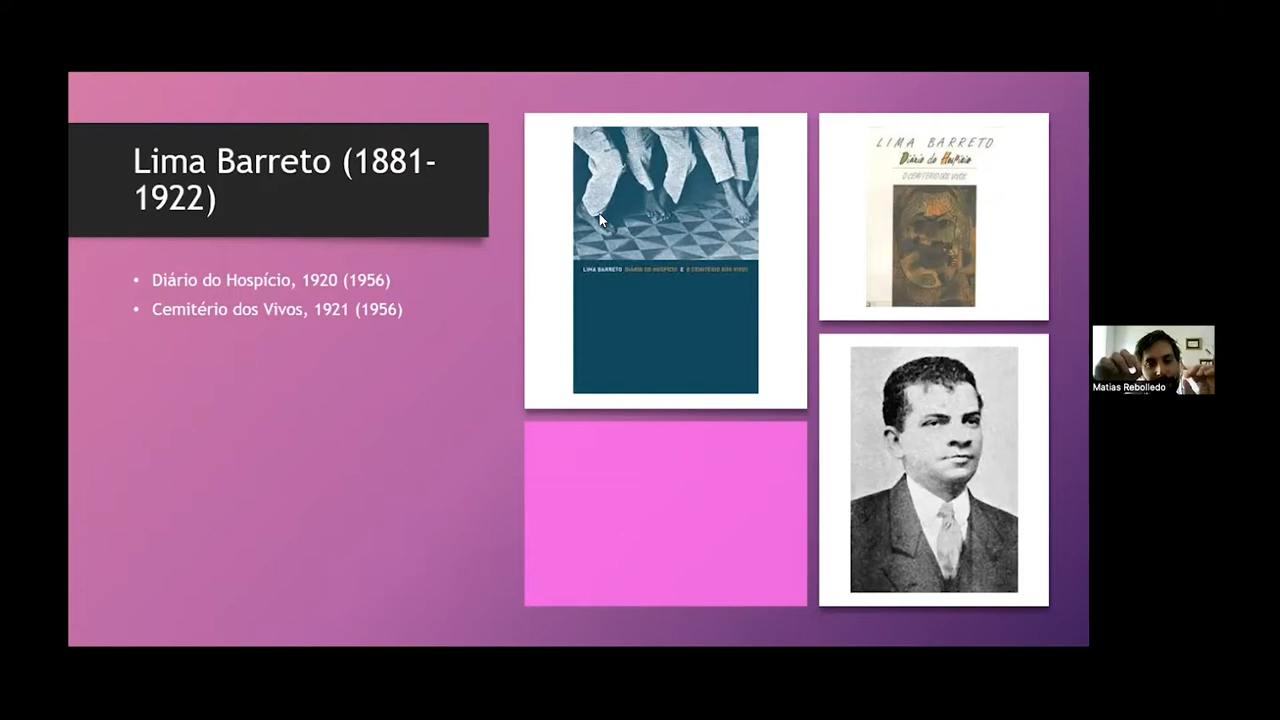 Lima Barreto (1881-
1922)
• Diário do Hospício, 1920 (1956)
• Cemitério dos Vivos, 1921 (1956)
LIMA BARRETO DIÁRIO DO HOSPÍCIO E O CEMITÉRIO DOS VIVOS
LIMA BARRETO
Diário do Hospício
O CEMITÉRIO DOS VIVOS
Matias Rebolledo